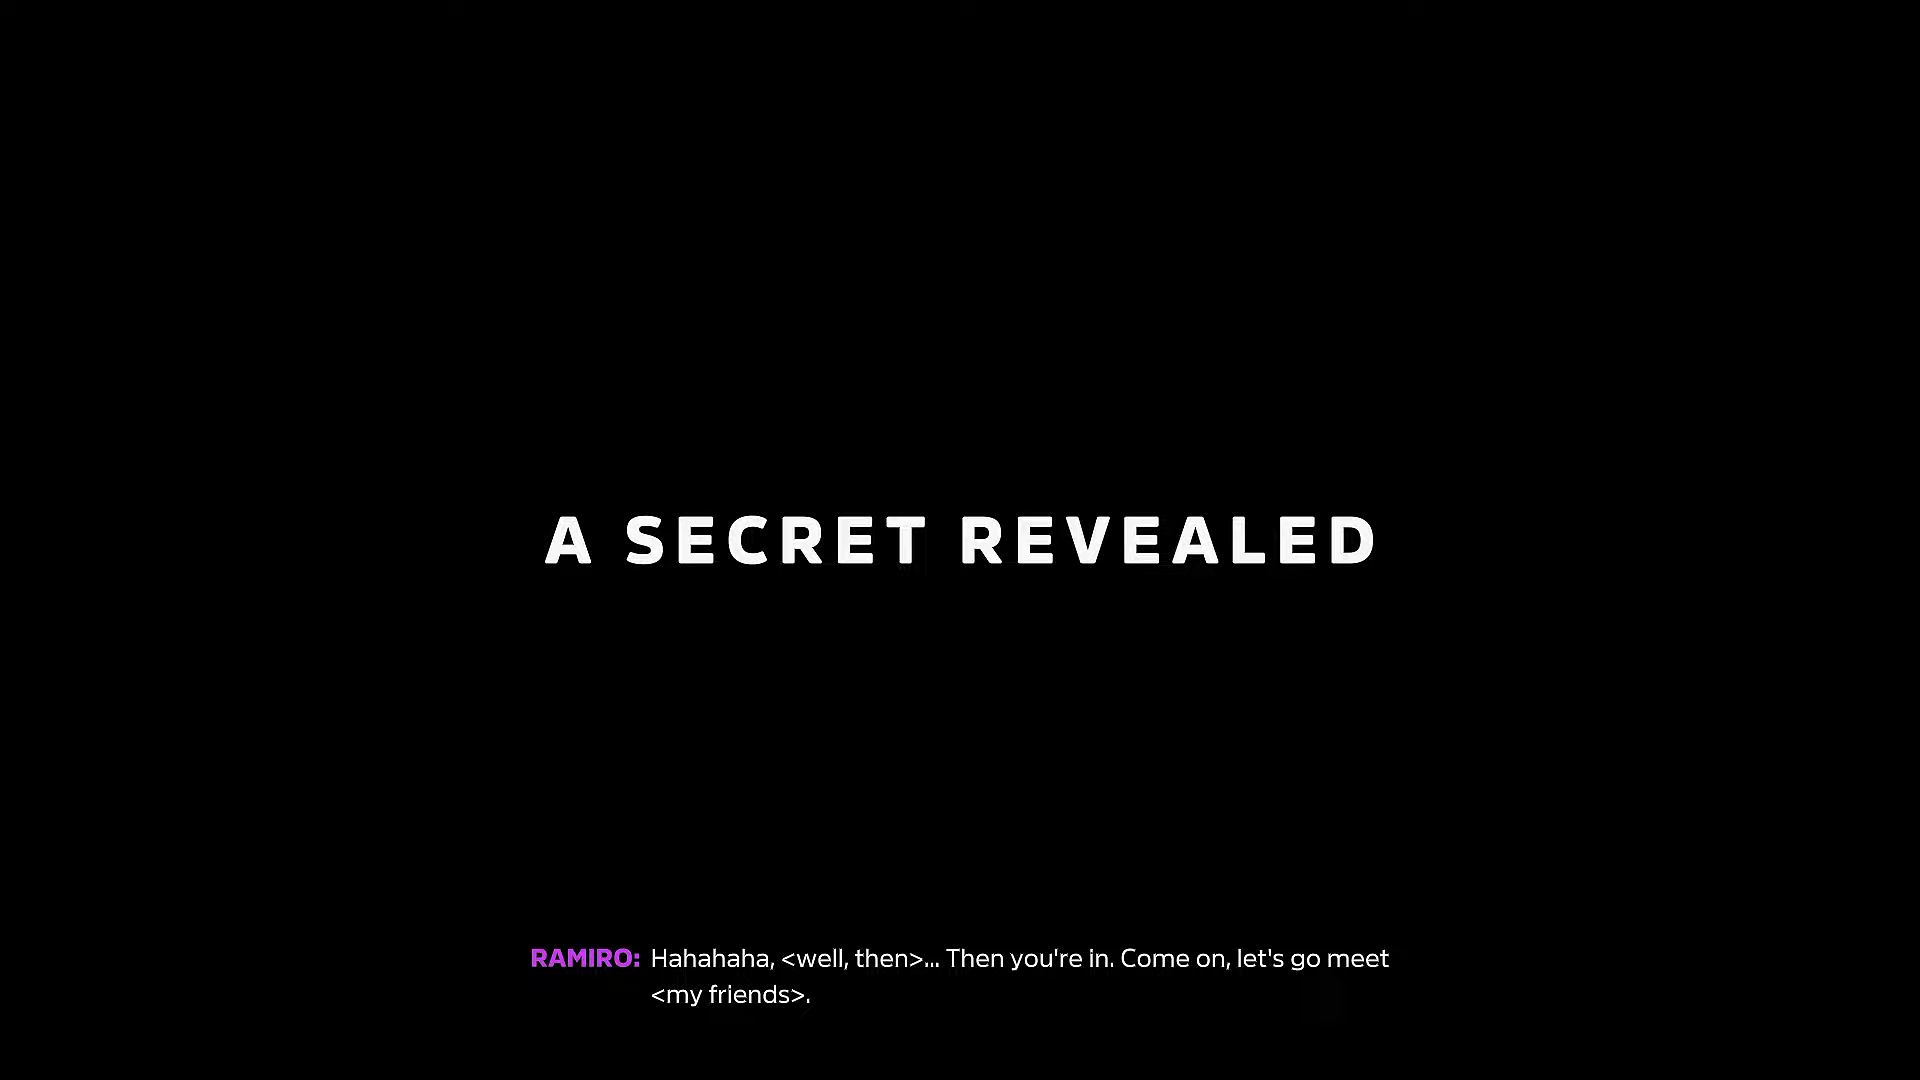 A SECRET REVEALED
RAMIRO: Hahahaha, <well, then>... Then you're in. Come on, let's go meet
<my friends>.